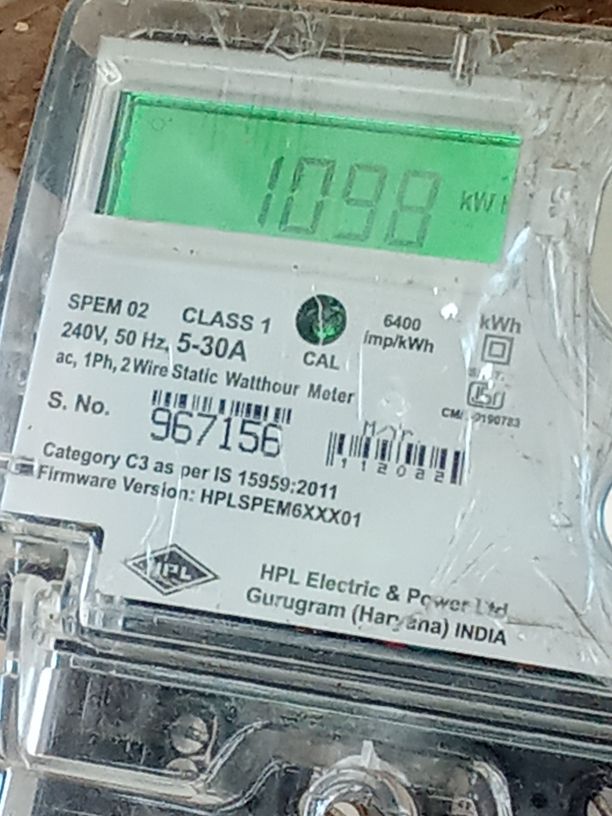 1098 kWh
SPEM 02 CLASS 1 6400 imp/kWh kWh
240V, 50 Hz, 5-30A CAL
ac, 1Ph, 2 Wire Static Watthour Meter
S. No. 967156
M/Yr.
112022
Category C3 as per IS 15959:2011
Firmware Version: HPLSPEM6XXX01
HPL
HPL Electric & Power Ltd
Gurugram (Haryana) INDIA